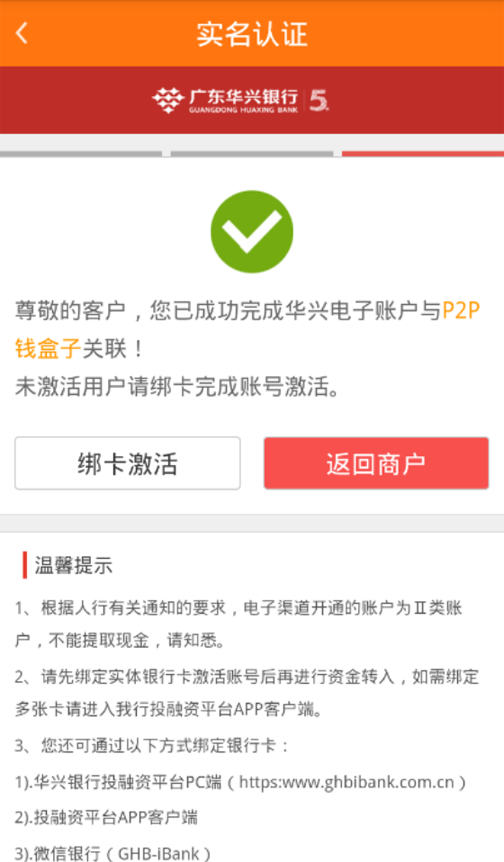 实名认证
广东华兴银行
GUANGDONG HUAXING BANK
5
尊敬的客户，您已成功完成华兴电子账户与P2P
钱盒子关联！
未激活用户请绑卡完成账号激活。
绑卡激活
返回商户
温馨提示
1、根据人行有关通知的要求，电子渠道开通的账户为Ⅱ类账
户，不能提取现金，请知悉。
2、请先绑定实体银行卡激活账号后再进行资金转入，如需绑定
多张卡请进入我行投融资平台APP客户端。
3、您还可通过以下方式绑定银行卡：
1).华兴银行投融资平台PC端（https:www.ghbibank.com.cn）
2).投融资平台APP客户端
3).微信银行（GHB-iBank）